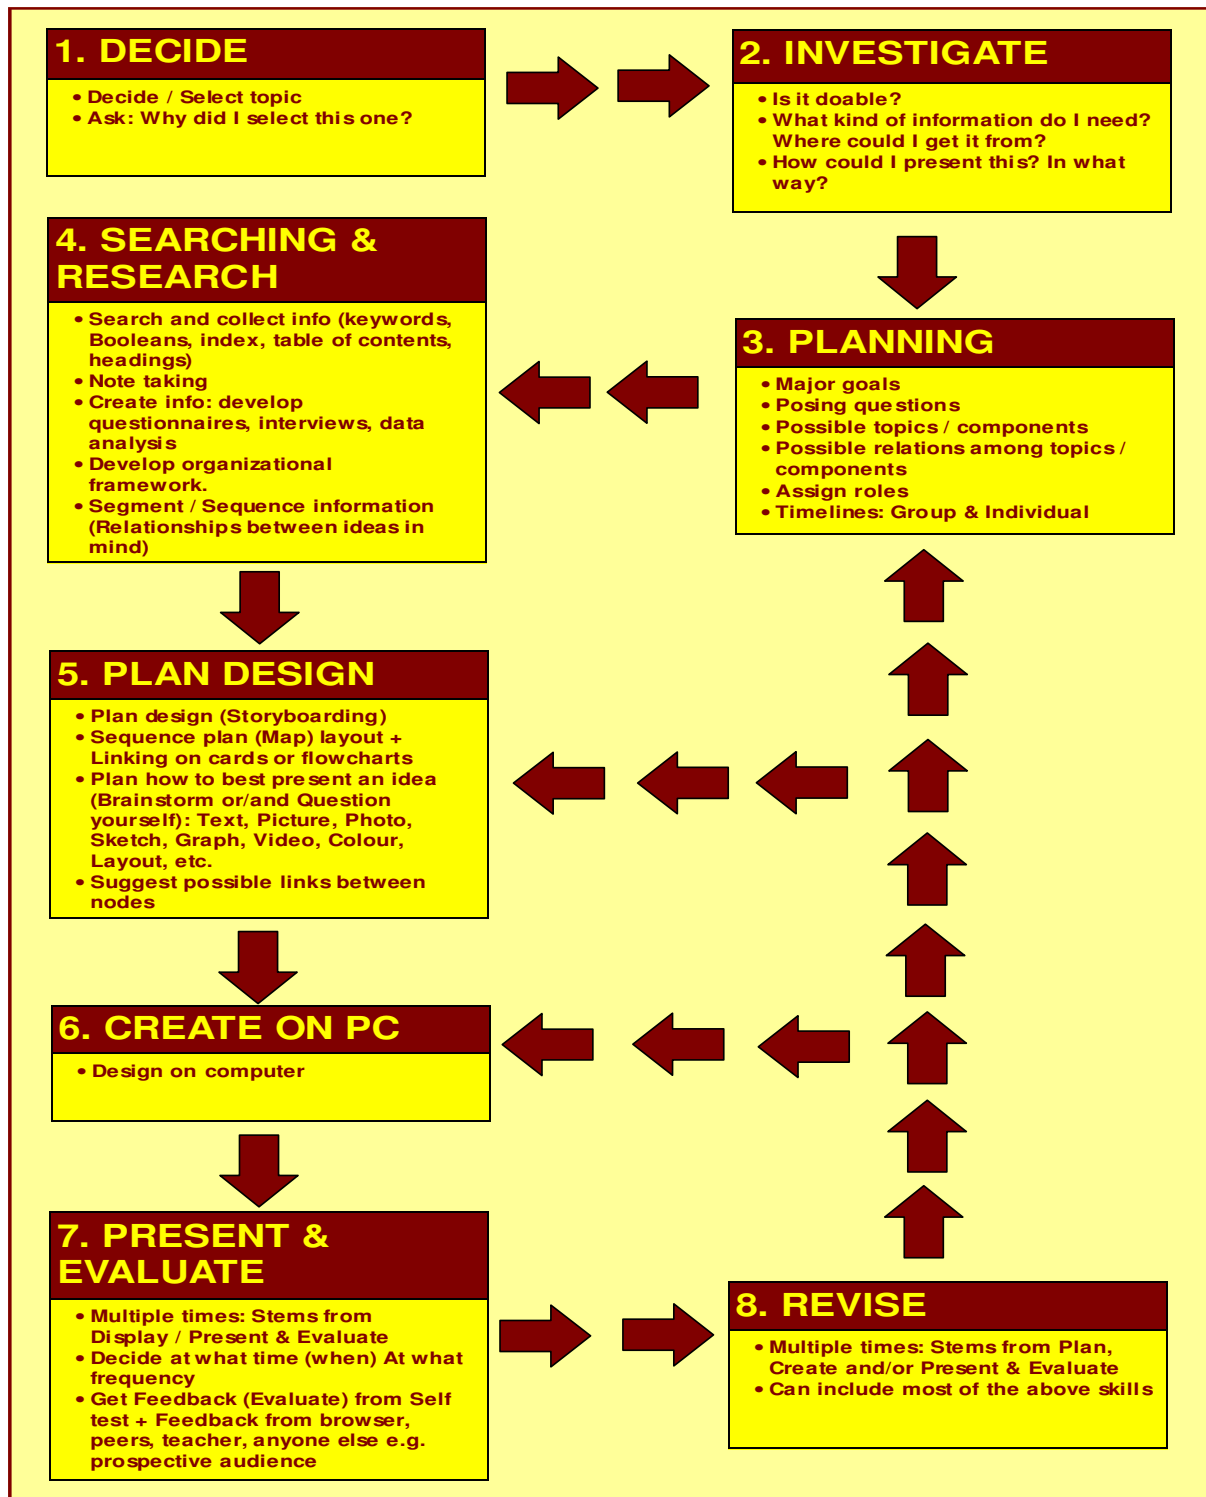 1. DECIDE
• Decide / Select topic
• Ask: Why did I select this one?
2. INVESTIGATE
• Is it doable?
• What kind of information do I need?
Where could I get it from?
• How could I present this? In what
way?
3. PLANNING
• Major goals
• Posing questions
• Possible topics / components
• Possible relations among topics /
components
• Assign roles
• Timelines: Group & Individual
4. SEARCHING &
RESEARCH
• Search and collect info (keywords,
Booleans, index, table of contents,
headings)
• Note taking
• Create info: develop
questionnaires, interviews, data
analysis
• Develop organizational
framework.
• Segment / Sequence information
(Relationships between ideas in
mind)
5. PLAN DESIGN
• Plan design (Storyboarding)
• Sequence plan (Map) layout +
Linking on cards or flowcharts
• Plan how to best present an idea
(Brainstorm or/and Question
yourself): Text, Picture, Photo,
Sketch, Graph, Video, Colour,
Layout, etc.
• Suggest possible links between
nodes
6. CREATE ON PC
• Design on computer
7. PRESENT &
EVALUATE
• Multiple times: Stems from
Display / Present & Evaluate
• Decide at what time (when) At what
frequency
• Get Feedback (Evaluate) from Self
test + Feedback from browser,
peers, teacher, anyone else e.g.
prospective audience
8. REVISE
• Multiple times: Stems from Plan,
Create and/or Present & Evaluate
• Can include most of the above skills